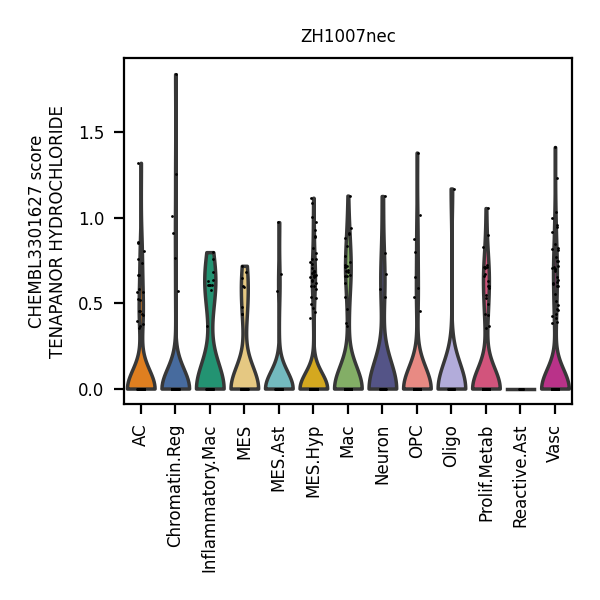 ZH1007nec
CHEMBL3301627 score
TENAPANOR HYDROCHLORIDE
1.5
1.0
0.5
0.0
AC
Chromatin.Reg
Inflammatory.Mac
MES
MES.Ast
MES.Hyp
Mac
Neuron
OPC
Oligo
Prolif.Metab
Reactive.Ast
Vasc